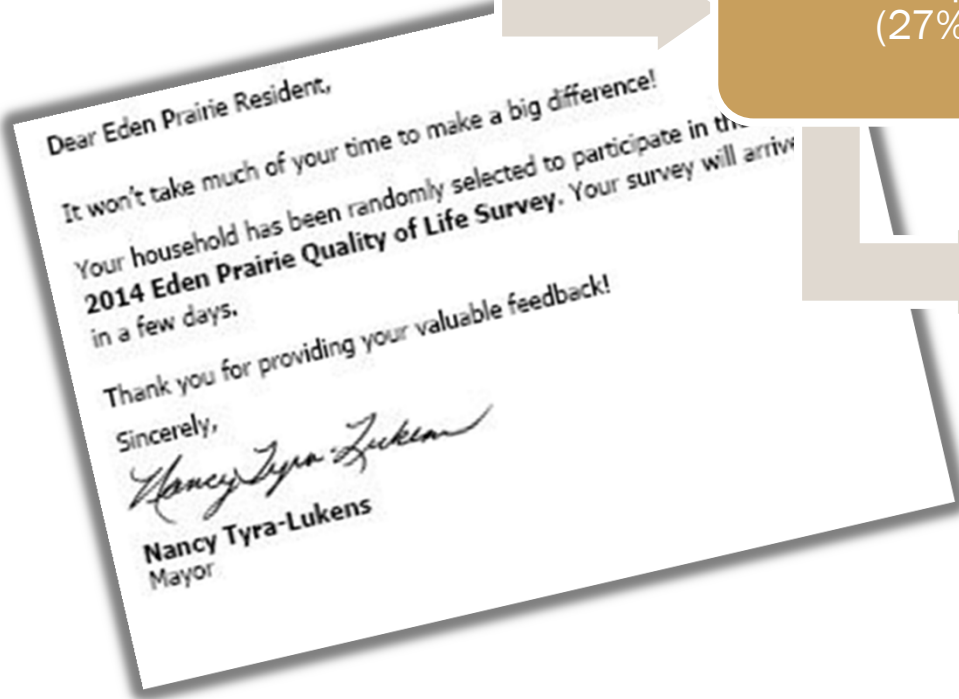 (27%
Dear Eden Prairie Resident,
It won't take much of your time to make a big difference!
Your household has been randomly selected to participate in the
2014 Eden Prairie Quality of Life Survey. Your survey will arrive
in a few days.
Thank you for providing your valuable feedback!
Sincerely,
Nancy Tyra-Lukens
Nancy Tyra-Lukens
Mayor